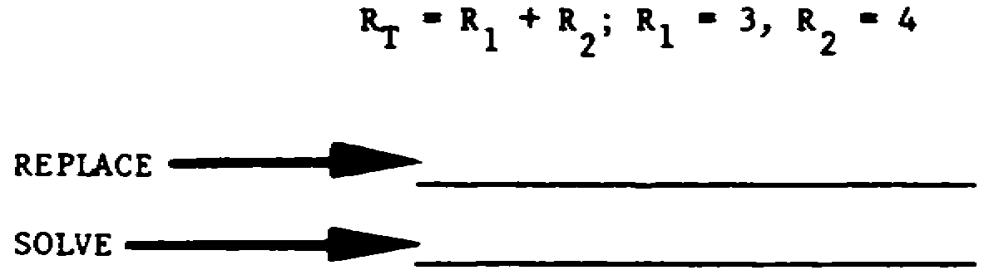 R_T = R_1 + R_2; R_1 = 3, R_2 = 4
REPLACE
SOLVE